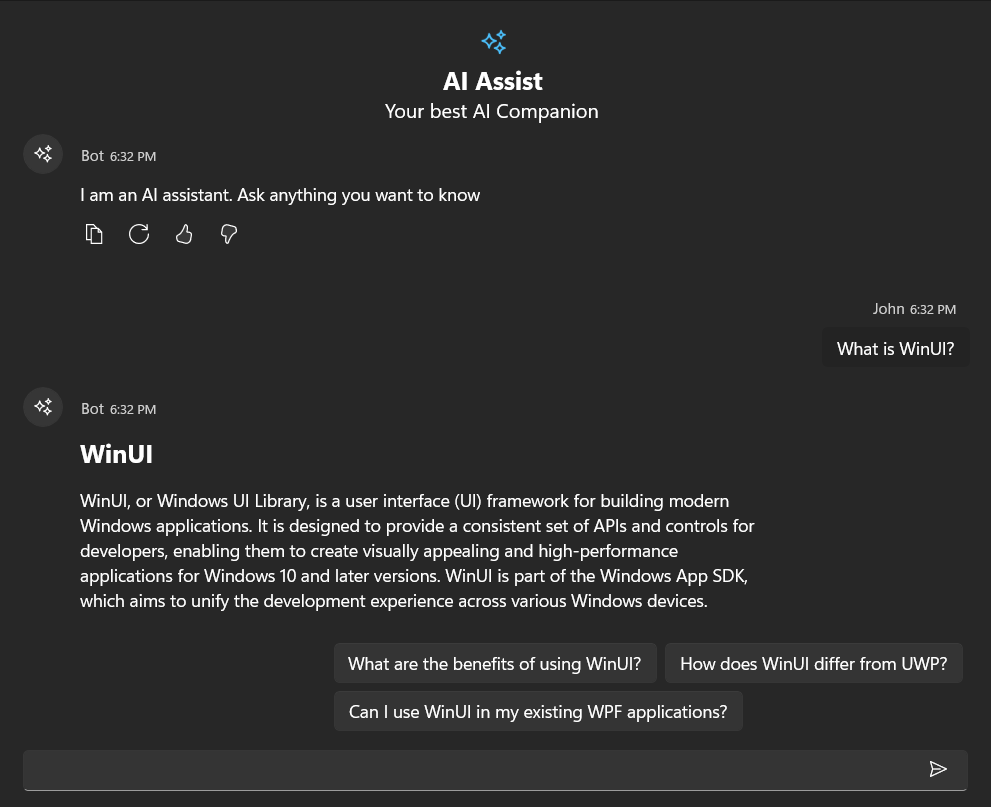 AI Assist
Your best AI Companion
Bot 6:32 PM
I am an AI assistant. Ask anything you want to know
John 6:32 PM
What is WinUI?
Bot 6:32 PM
WinUI
WinUI, or Windows UI Library, is a user interface (UI) framework for building modern
Windows applications. It is designed to provide a consistent set of APIs and controls for
developers, enabling them to create visually appealing and high-performance
applications for Windows 10 and later versions. WinUI is part of the Windows App SDK,
which aims to unify the development experience across various Windows devices.
What are the benefits of using WinUI?
How does WinUI differ from UWP?
Can I use WinUI in my existing WPF applications?